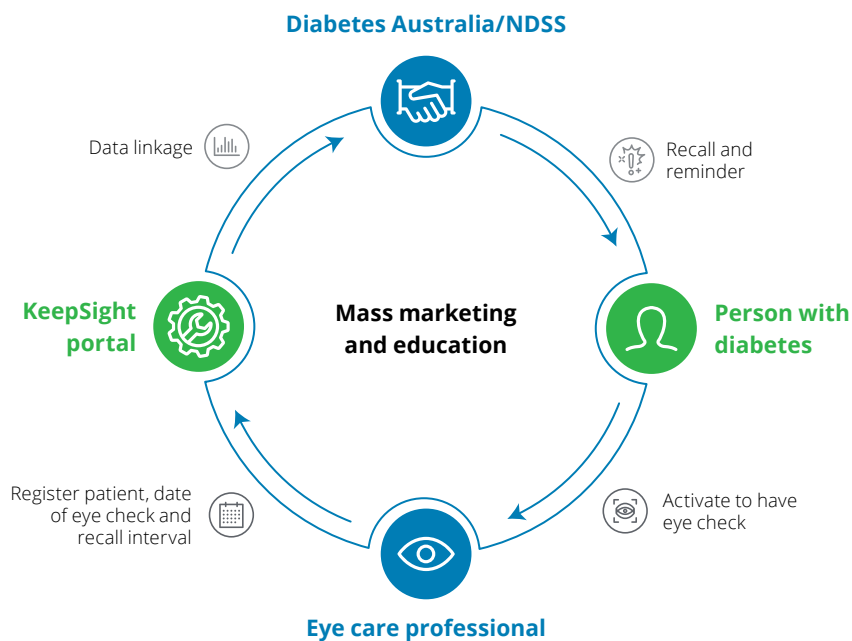 Diabetes Australia/NDSS
Data linkage
Recall and
reminder
KeepSight
portal
Mass marketing
and education
Person with
diabetes
Register patient, date
of eye check and
recall interval
Activate to have
eye check
Eye care professional